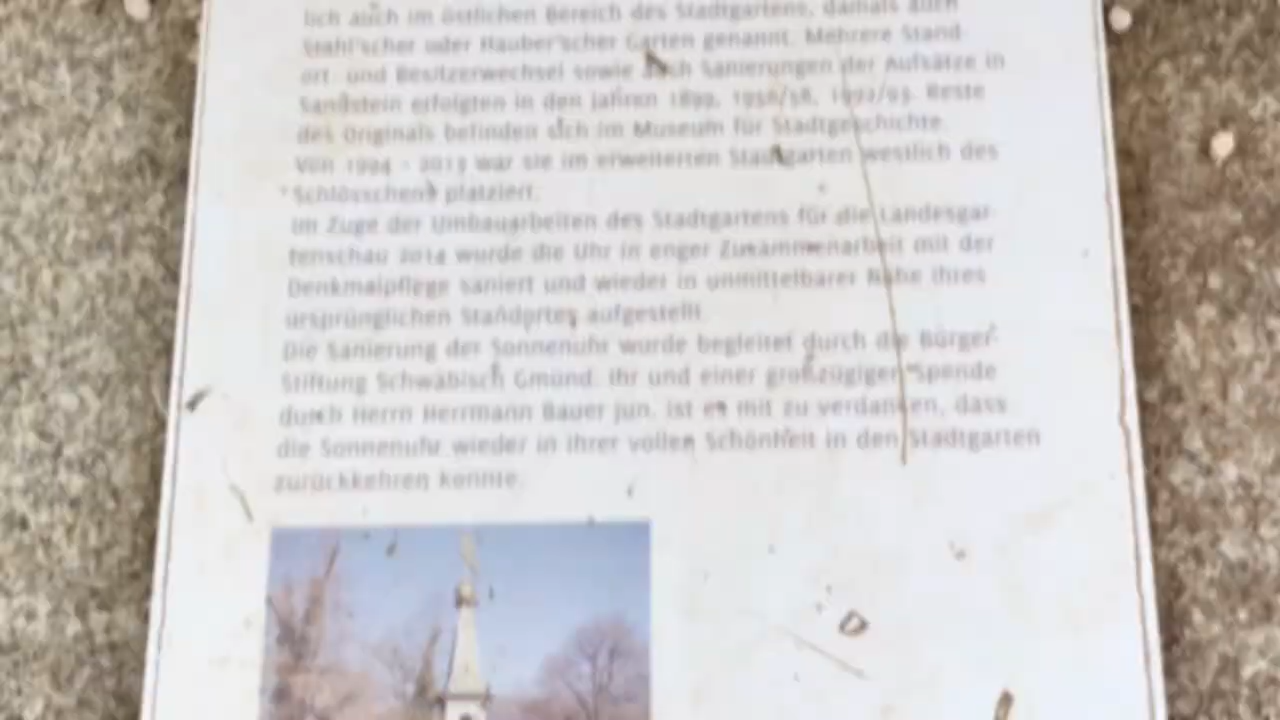 lich auch im östlichen Bereich des Stadtgartens, damals auch
Stahl'scher oder Hauber'scher Garten genannt. Mehrere Stand-
ort- und Besitzerwechsel sowie auch Sanierungen der Aufsätze in
Sandstein erfolgten in den Jahren 1899, 1956/58, 1992/93. Reste
des Originals befinden sich im Museum für Stadtgeschichte.
Von 1994 - 2013 war sie im erweiterten Stadtgarten westlich des
Schlösschens platziert.
Im Zuge der Umbauarbeiten des Stadtgartens für die Landesgar-
tenschau 2014 wurde die Uhr in enger Zusammenarbeit mit der
Denkmalpflege saniert und wieder in unmittelbarer Nähe ihres
ursprünglichen Standortes aufgestellt.
Die Sanierung der Sonnenuhr wurde begleitet durch die Bürger-
Stiftung Schwäbisch Gmünd. Ihr und einer großzügigen Spende
durch Herrn Herrmann Bauer jun. ist es mit zu verdanken, dass
die Sonnenuhr wieder in ihrer vollen Schönheit in den Stadtgarten
zurückkehren konnte.